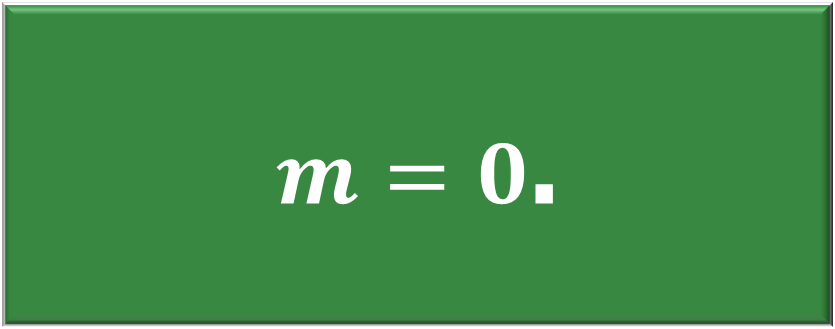 m = 0.